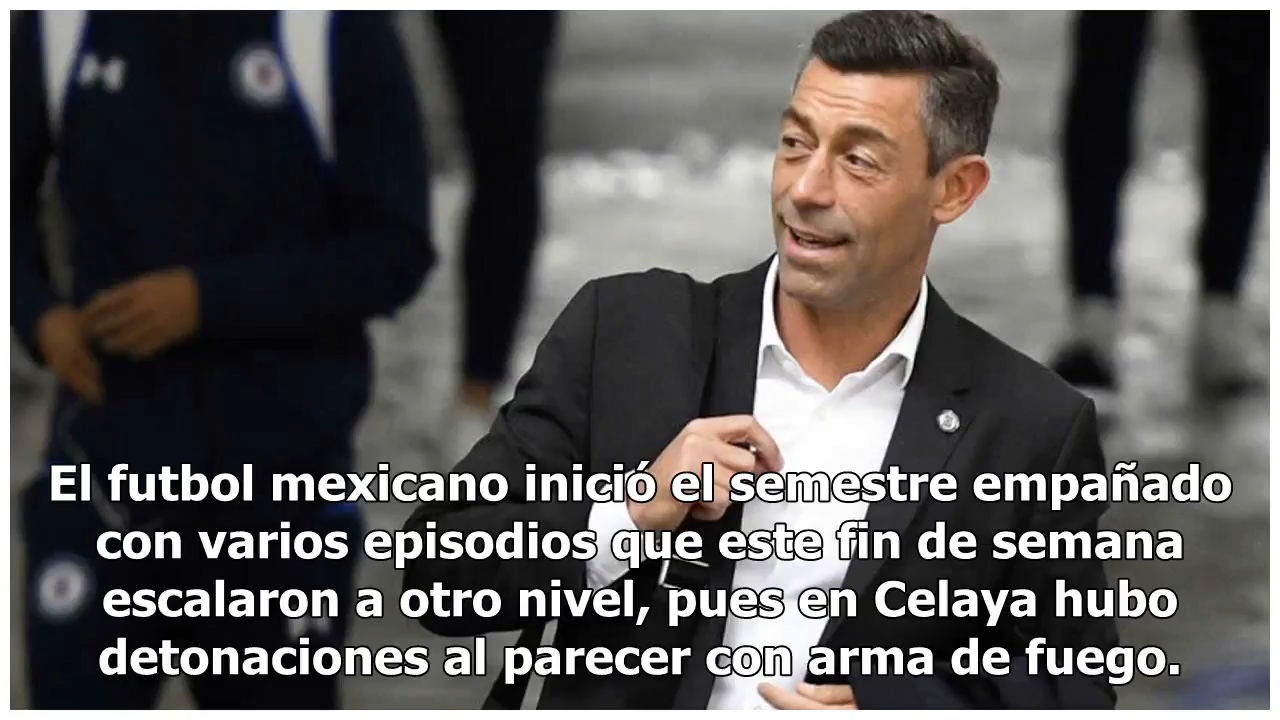 El futbol mexicano inició el semestre empañado
con varios episodios que este fin de semana
escalaron a otro nivel, pues en Celaya hubo
detonaciones al parecer con arma de fuego.